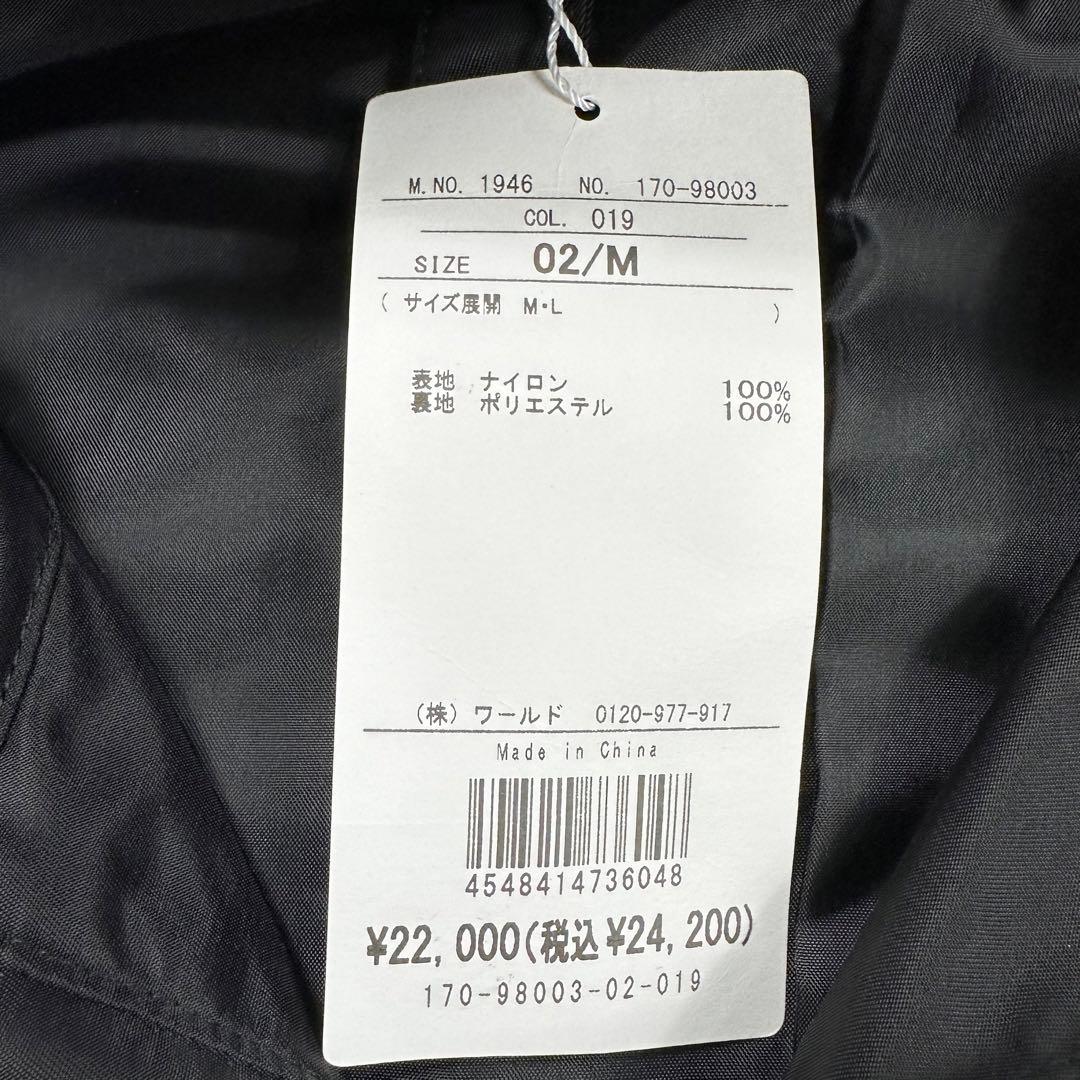 M.NO. 1946 NO. 170-98003
COL. 019
SIZE 02/M
( サイズ展開 M・L )
表地 ナイロン 100%
裏地 ポリエステル 100%
(株) ワールド 0120-977-917
Made in China
4548414736048
¥22,000(税込¥24,200)
170-98003-02-019